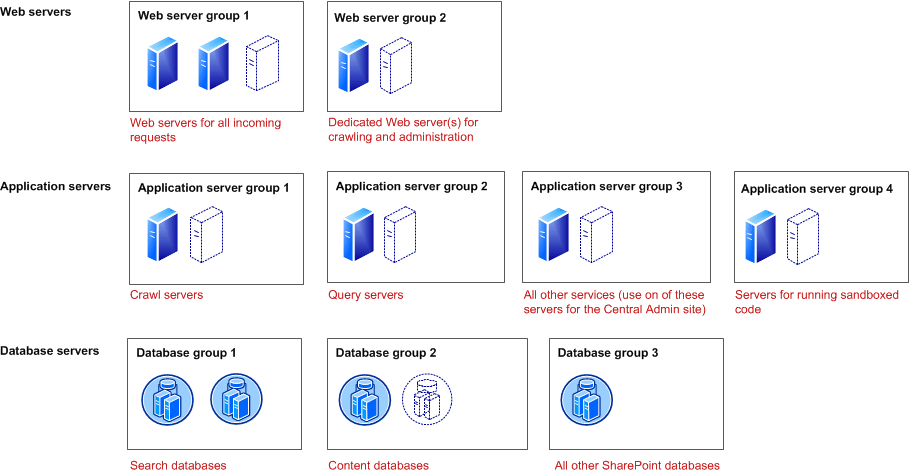 Web servers
Web server group 1
Web server group 2
Web servers for all incoming
requests
Dedicated Web server(s) for
crawling and administration
Application servers
Application server group 1
Application server group 2
Application server group 3
Application server group 4
Crawl servers
Query servers
All other services (use on of these
servers for the Central Admin site)
Servers for running sandboxed
code
Database servers
Database group 1
Database group 2
Database group 3
Search databases
Content databases
All other SharePoint databases